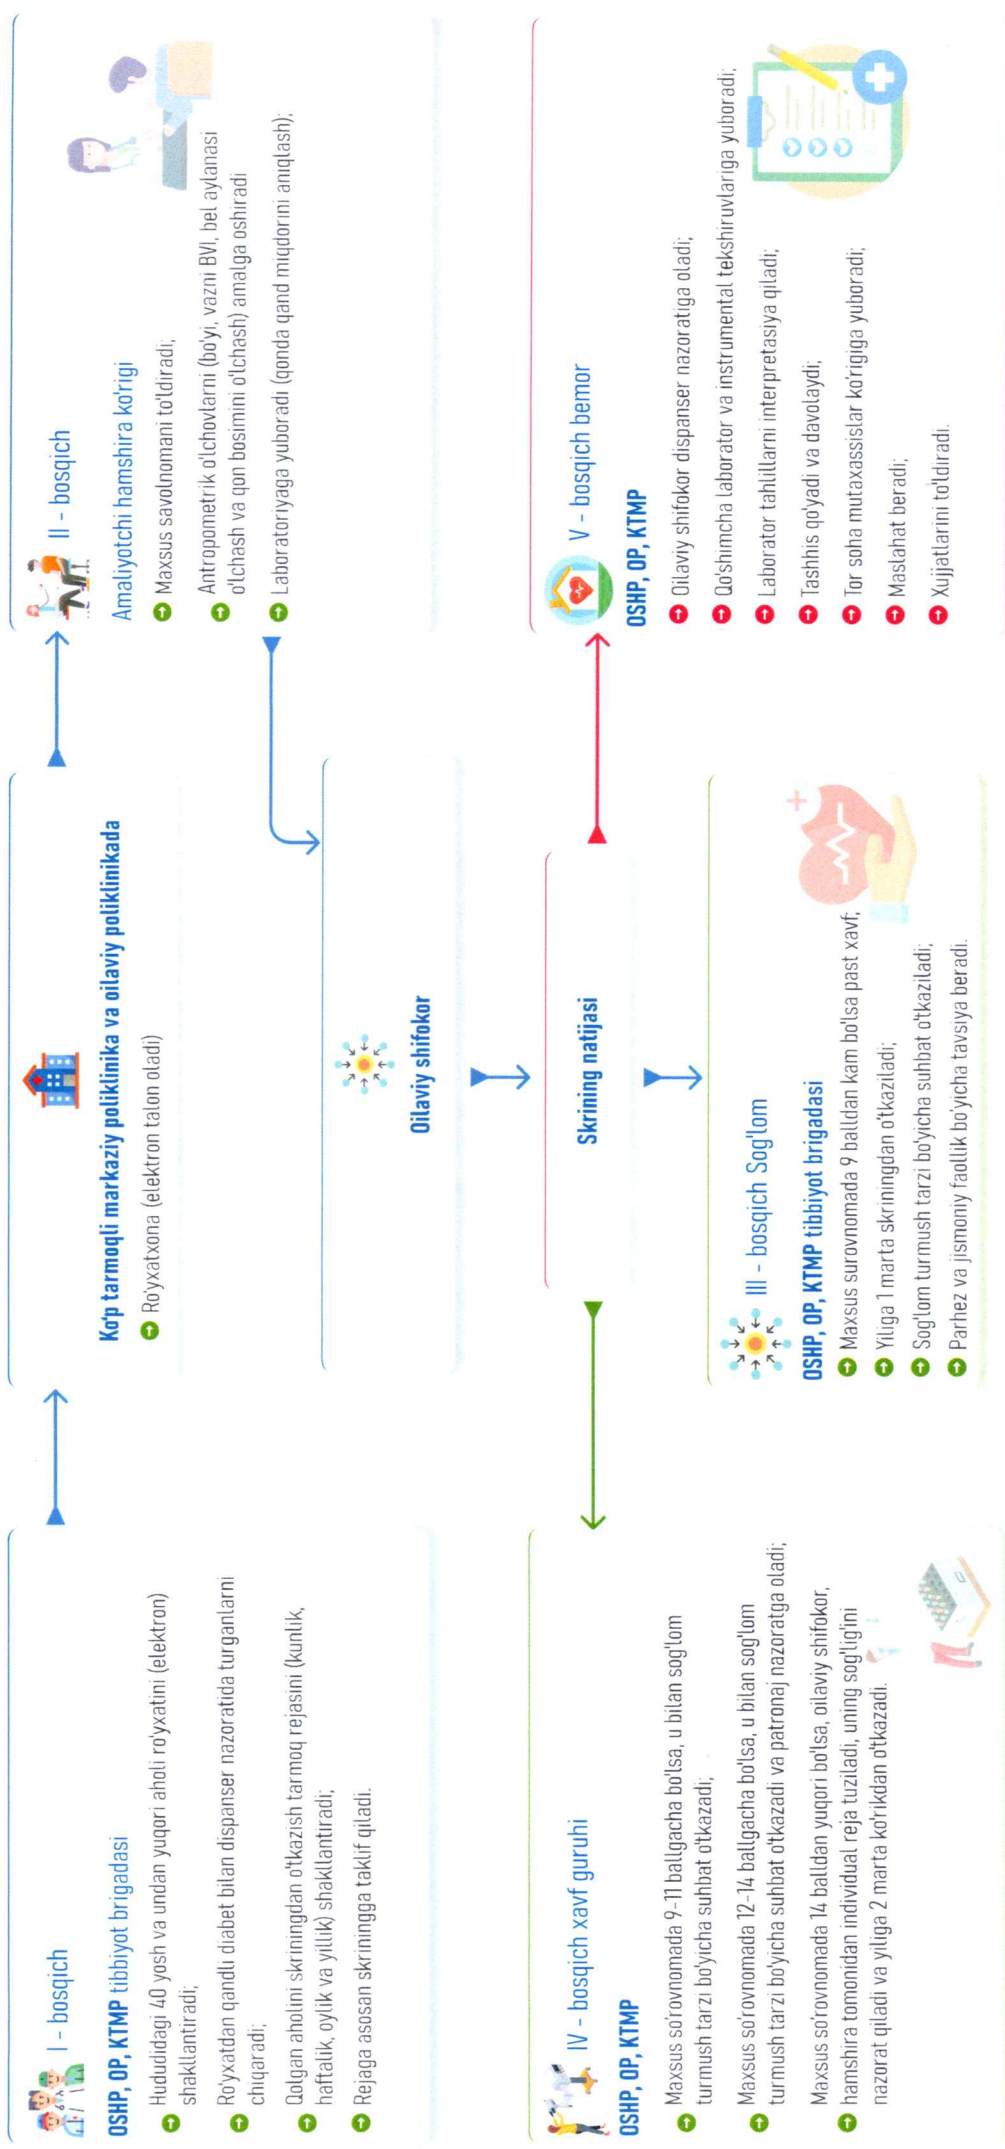 I - bosqich
OSHP, OP, KTMP tibbiyot brigadasi
Hududidagi 40 yosh va undan yuqori aholi ro'yxatini (elektron)
shakllantiradi;
Ro'yxatdan qandli diabet bilan dispanser nazoratida turganlarni
chiqaradi;
Qolgan aholini skriningdan o'tkazish tarmoq rejasini (kunlik,
haftalik, oylik va yillik) shakllantiradi;
Rejaga asosan skriningga taklif qiladi.
Ko'p tarmoqli markaziy poliklinika va oilaviy poliklinikada
Ro'yxatxona (elektron talon oladi)
II - bosqich
Amaliyotchi hamshira ko'rigi
Maxsus savolnomani to'ldiradi;
Antropometrik o'lchovlarni (bo'yi, vazni BVI, bel aylanasi
o'lchash va qon bosimini o'lchash) amalga oshiradi
Laboratoriyaga yuboradi (qonda qand miqdorini aniqlash);
Oilaviy shifokor
Skrining natijasi
III - bosqich Sog'lom
OSHP, OP, KTMP tibbiyot brigadasi
Maxsus surovnomada 9 balldan kam bo'lsa past xavf;
Yiliga 1 marta skriningdan o'tkaziladi;
Sog'lom turmush tarzi bo'yicha suhbat o'tkaziladi;
Parhez va jismoniy faollik bo'yicha tavsiya beradi.
IV - bosqich xavf guruhi
OSHP, OP, KTMP
Maxsus so'rovnomada 9-11 ballgacha bo'lsa, u bilan sog'lom
turmush tarzi bo'yicha suhbat o'tkazadi;
Maxsus so'rovnomada 12-14 ballgacha bo'lsa, u bilan sog'lom
turmush tarzi bo'yicha suhbat o'tkazadi va patronaj nazoratga oladi;
Maxsus so'rovnomada 14 balldan yuqori bo'lsa, oilaviy shifokor,
hamshira tomonidan individual reja tuziladi, uning sog'lig'ini
nazorat qiladi va yiliga 2 marta ko'rikdan o'tkazadi.
V - bosqich bemor
OSHP, OP, KTMP
Oilaviy shifokor dispanser nazoratiga oladi;
Qo'shimcha laborator va instrumental tekshiruvlariga yuboradi;
Laborator tahlillarni interpretasiya qiladi;
Tashhis qo'yadi va davolaydi;
Tor soha mutaxassislar ko'rigiga yuboradi;
Maslahat beradi;
Xujjatlarini to'ldiradi.